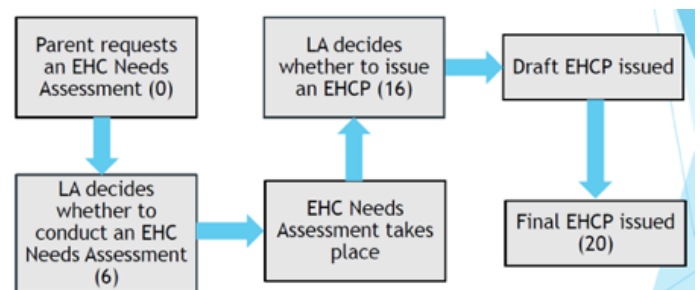 Parent requests
an EHC Needs
Assessment (0)
LA decides
whether to
conduct an EHC
Needs Assessment
(6)
EHC Needs
Assessment takes
place
LA decides
whether to issue
an EHCP (16)
Draft EHCP issued
Final EHCP issued
(20)